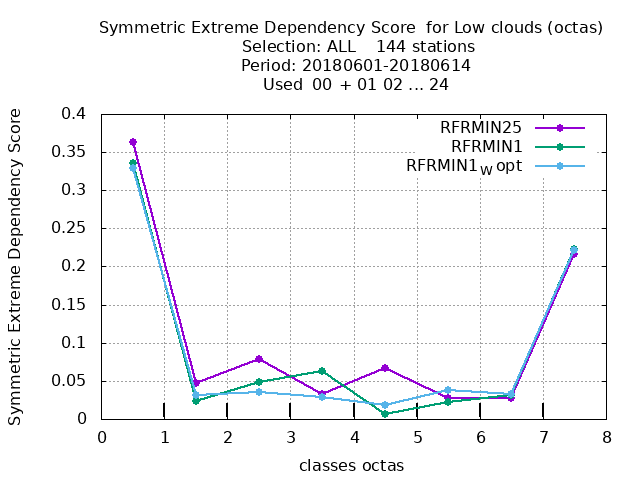 Symmetric Extreme Dependency Score for Low clouds (octas)
Selection: ALL 144 stations
Period: 20180601-20180614
Used 00 + 01 02 ... 24
RFRMIN25
RFRMIN1
RFRMIN1W opt
Symmetric Extreme Dependency Score
0.4
0.35
0.3
0.25
0.2
0.15
0.1
0.05
0
0 1 2 3 4 5 6 7 8
classes octas